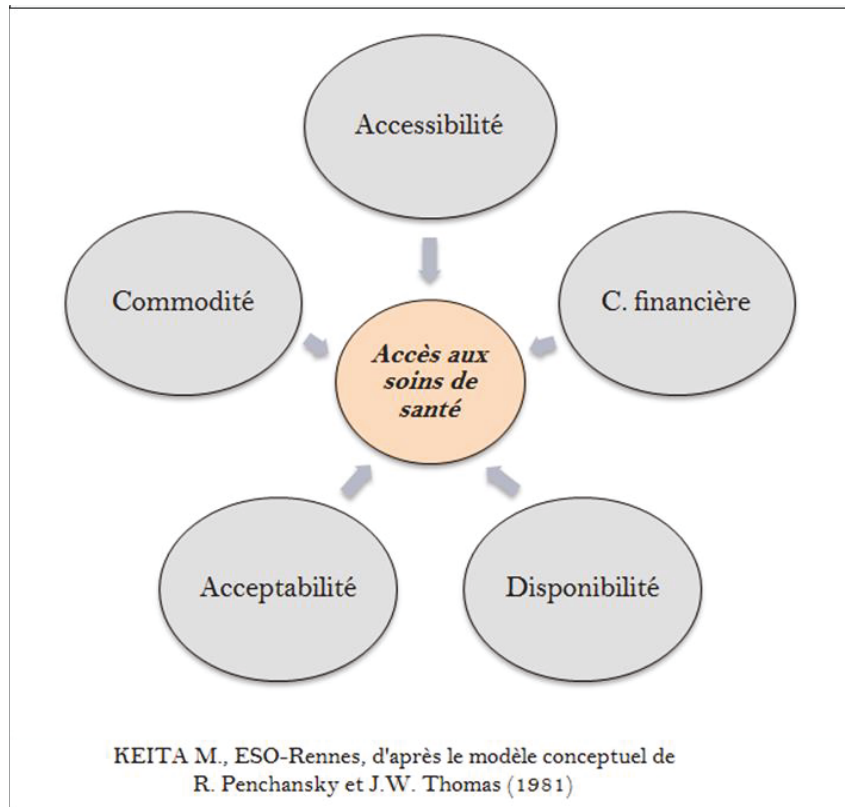 Accessibilité
Commodité
C. financière
Accès aux
soins de
santé
Acceptabilité
Disponibilité
KEITA M., ESO-Rennes, d'après le modèle conceptuel de
R. Penchansky et J.W. Thomas (1981)